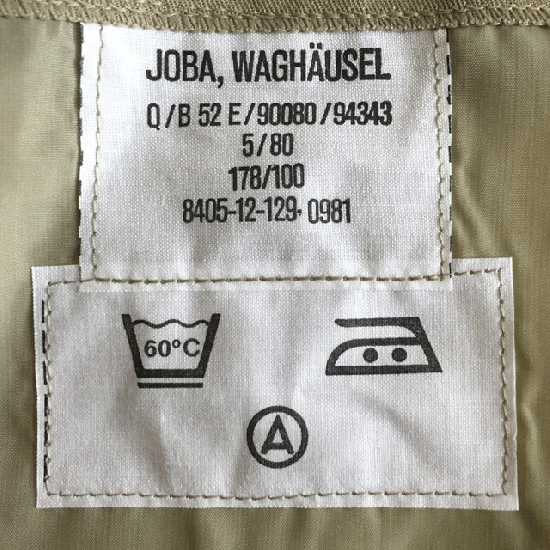 JOBA, WAGHÄUSEL
Q/B 52 E/90080/94343
5/80
178/100
8405-12-129-0981
60°C
A